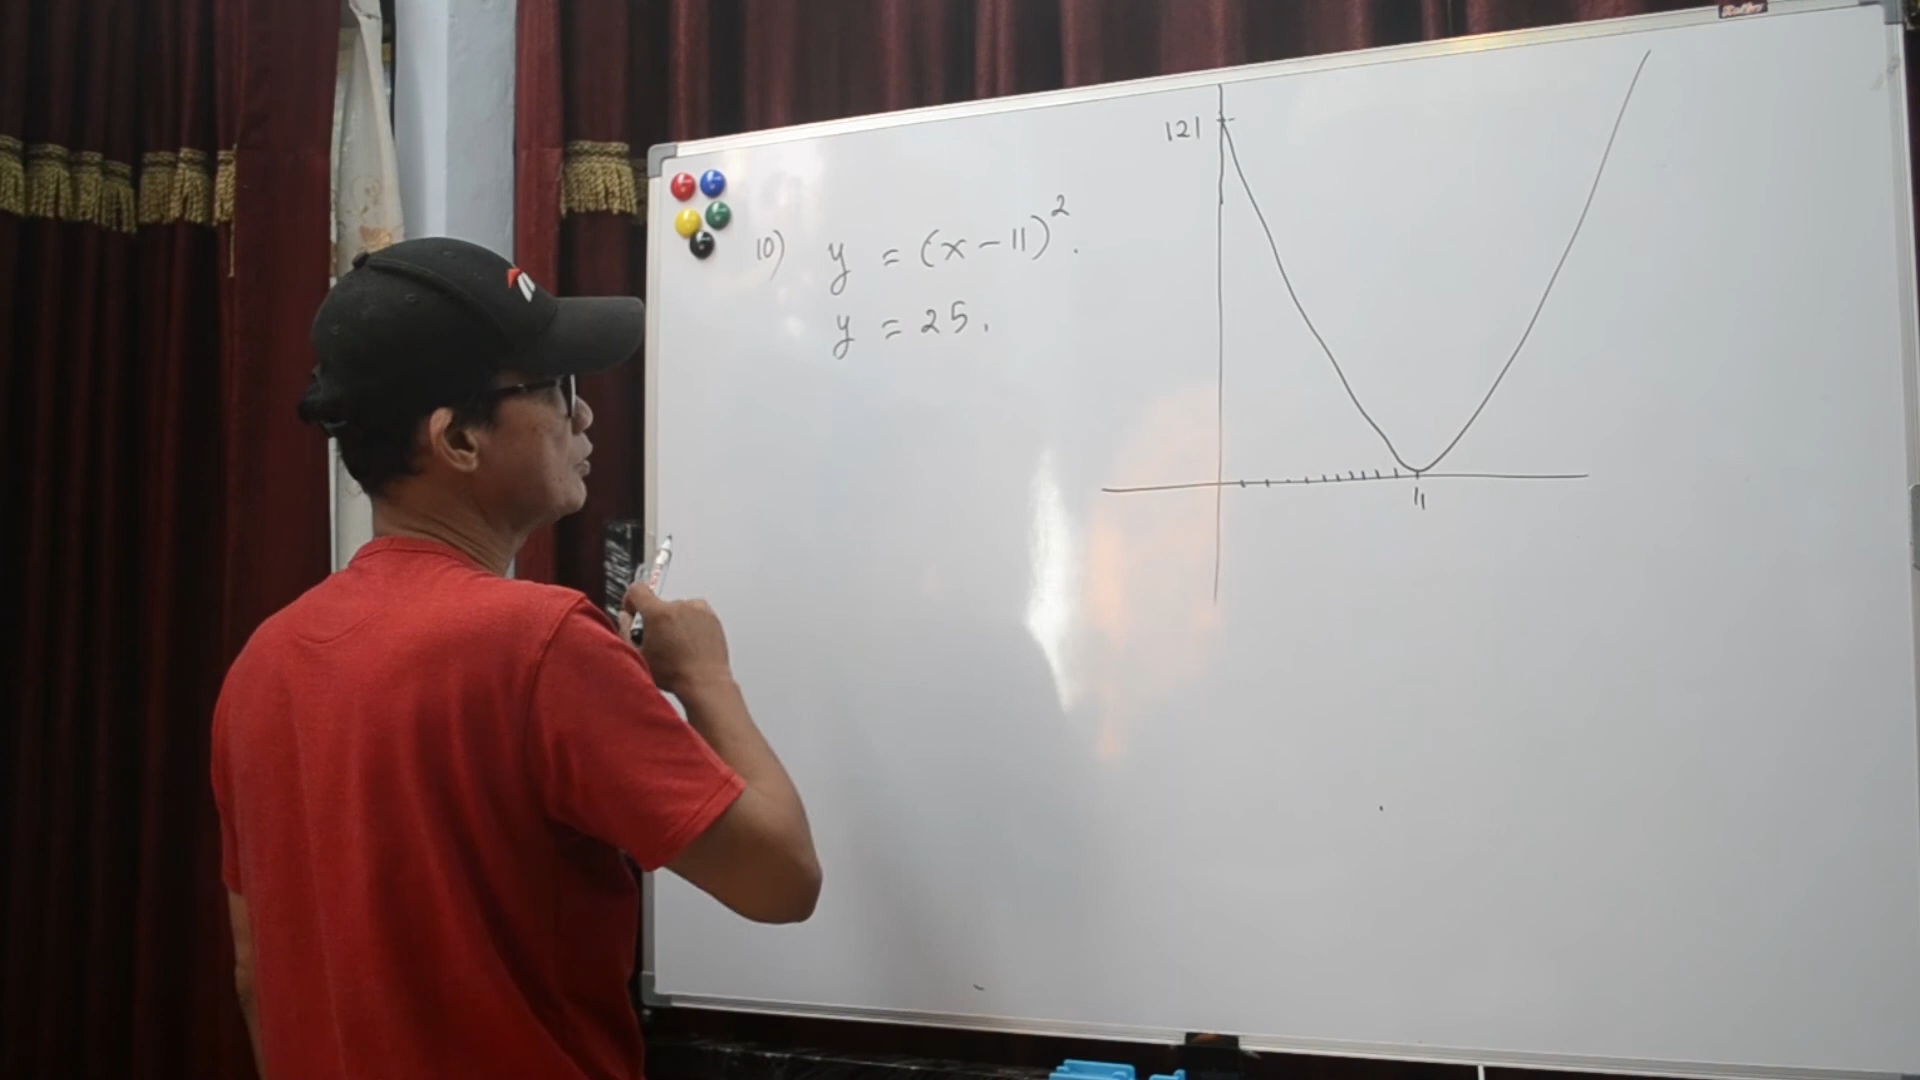 10) y = (x - 11)².
y = 25.
121
11